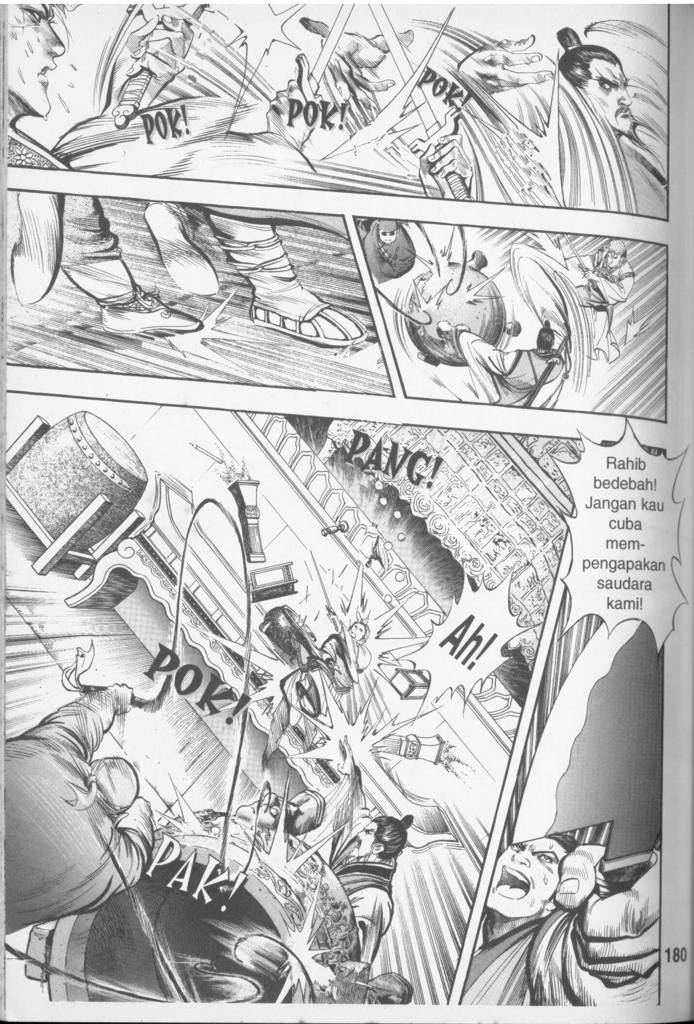 POK!
POK!
POK!
PANG!
Rahib
bedebah!
Jangan kau
cuba
mem-
pengapakan
saudara
kami!
Ah!
POK!
PAK!
180